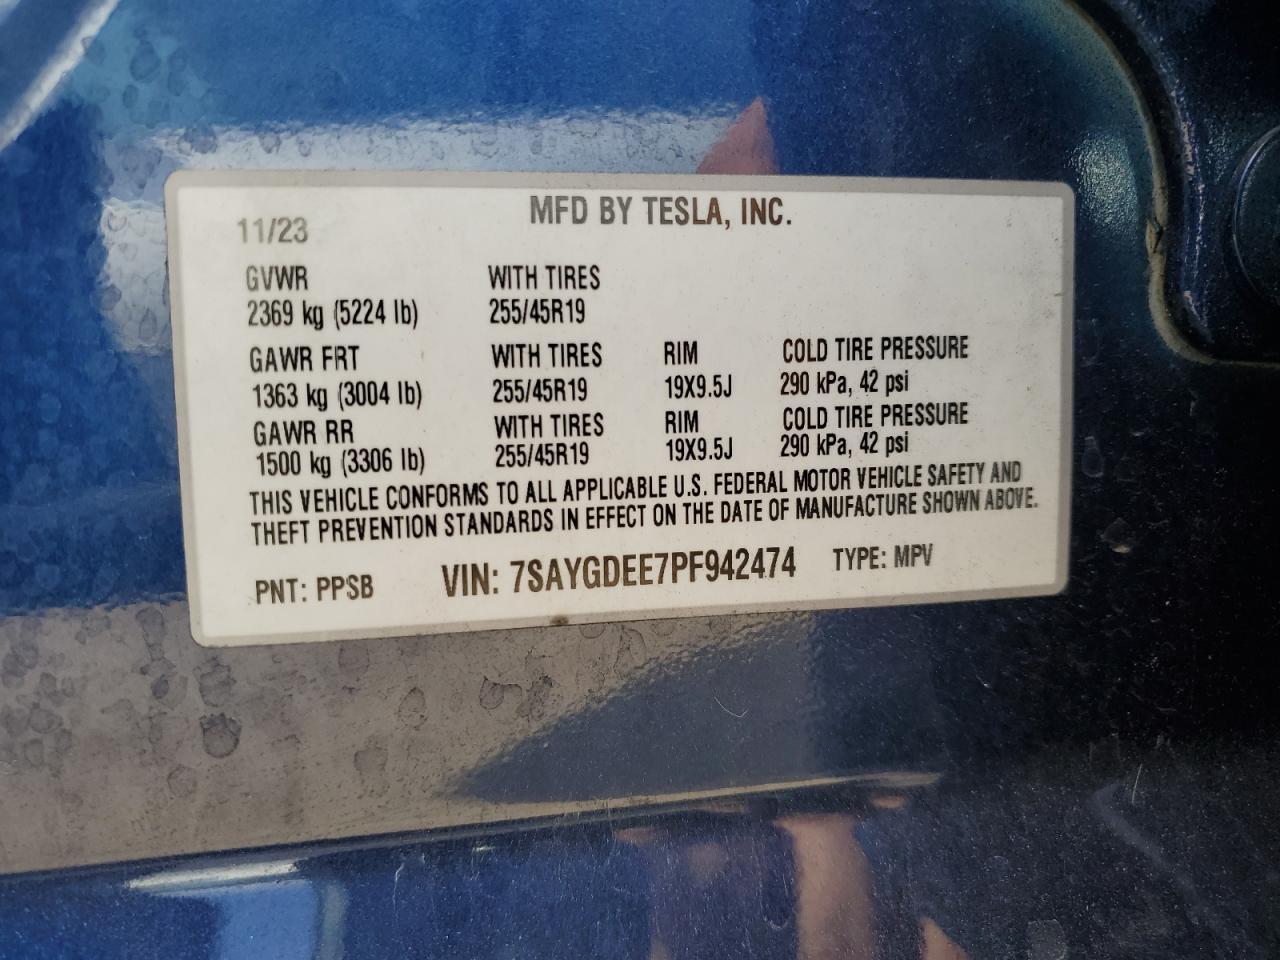 MFD BY TESLA, INC.
11/23
GVWR WITH TIRES
2369 kg (5224 lb) 255/45R19
GAWR FRT WITH TIRES RIM COLD TIRE PRESSURE
1363 kg (3004 lb) 255/45R19 19X9.5J 290 kPa, 42 psi
GAWR RR WITH TIRES RIM COLD TIRE PRESSURE
1500 kg (3306 lb) 255/45R19 19X9.5J 290 kPa, 42 psi
THIS VEHICLE CONFORMS TO ALL APPLICABLE U.S. FEDERAL MOTOR VEHICLE SAFETY AND
THEFT PREVENTION STANDARDS IN EFFECT ON THE DATE OF MANUFACTURE SHOWN ABOVE.
PNT: PPSB VIN: 7SAYGDEE7PF942474 TYPE: MPV